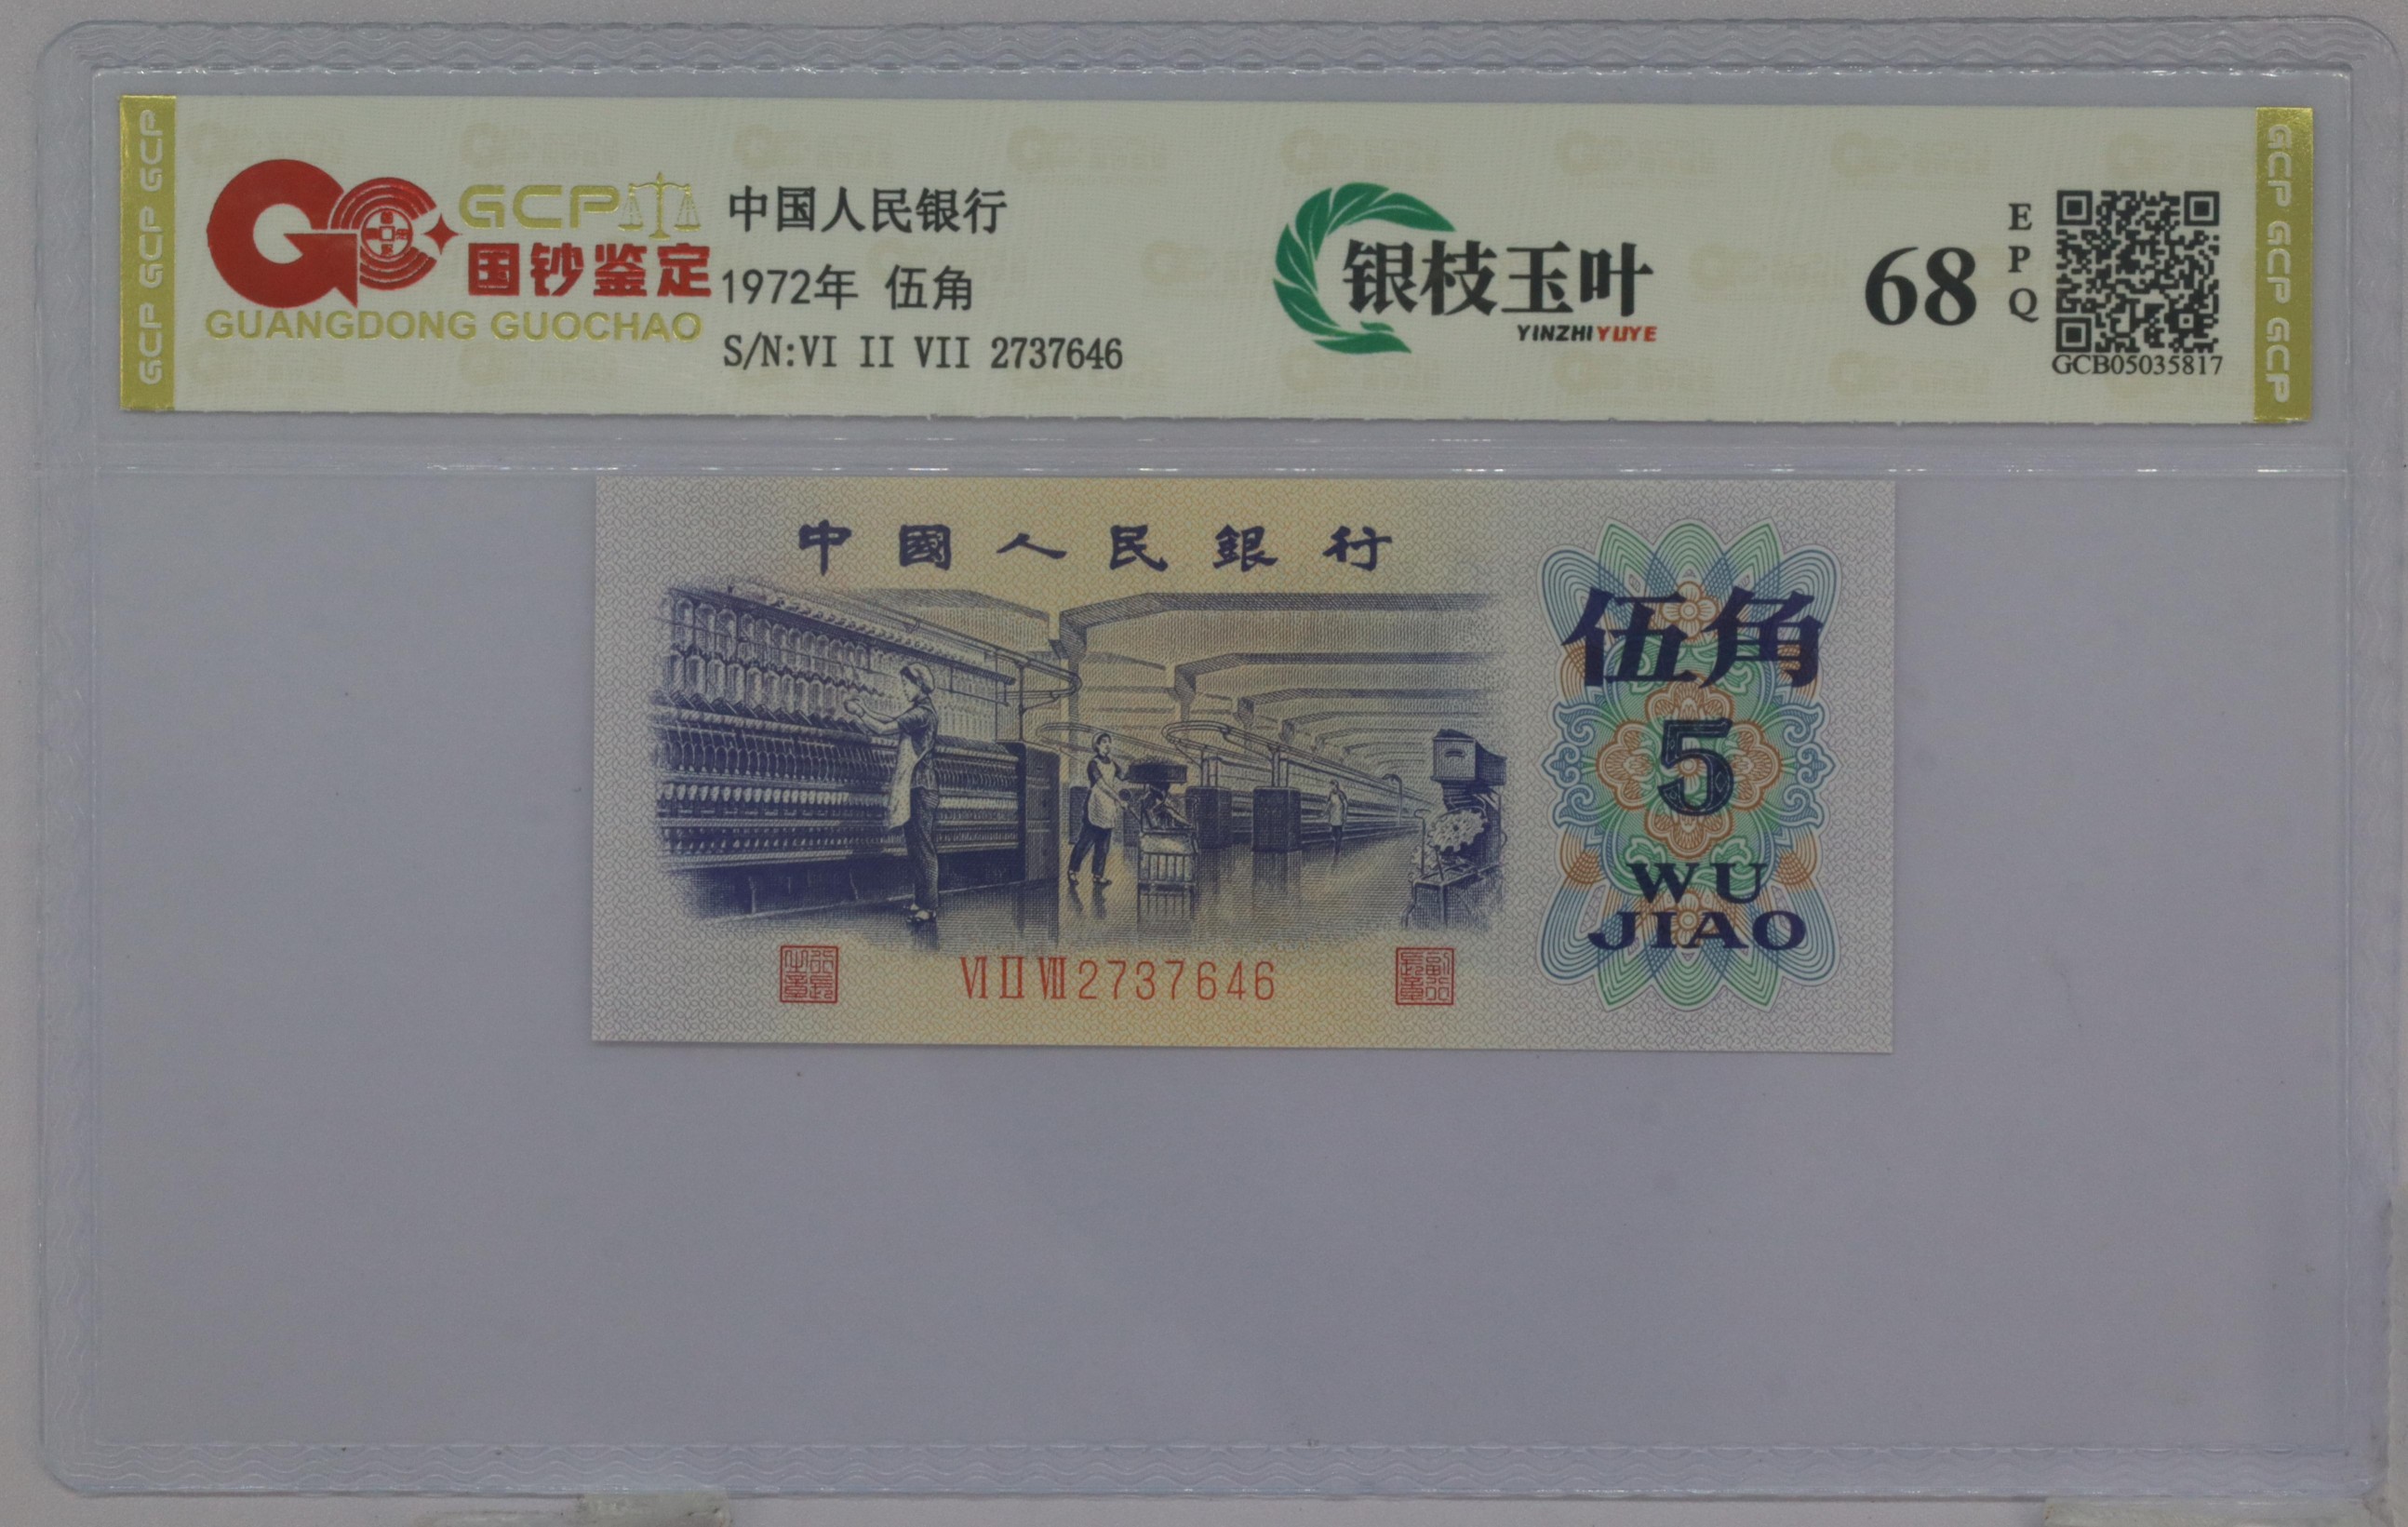 GCP GCP GCP
GCP
国钞鉴定
GUANGDONG GUOCHAO
中国人民银行
1972年 伍角
S/N:VI II VII 2737646
银枝玉叶
YINZHIYUYE
68
EPQ
GCB05035817
GCP GCP GCP
中國人民銀行
伍角
5
WU
JIAO
VI II VII 2737646